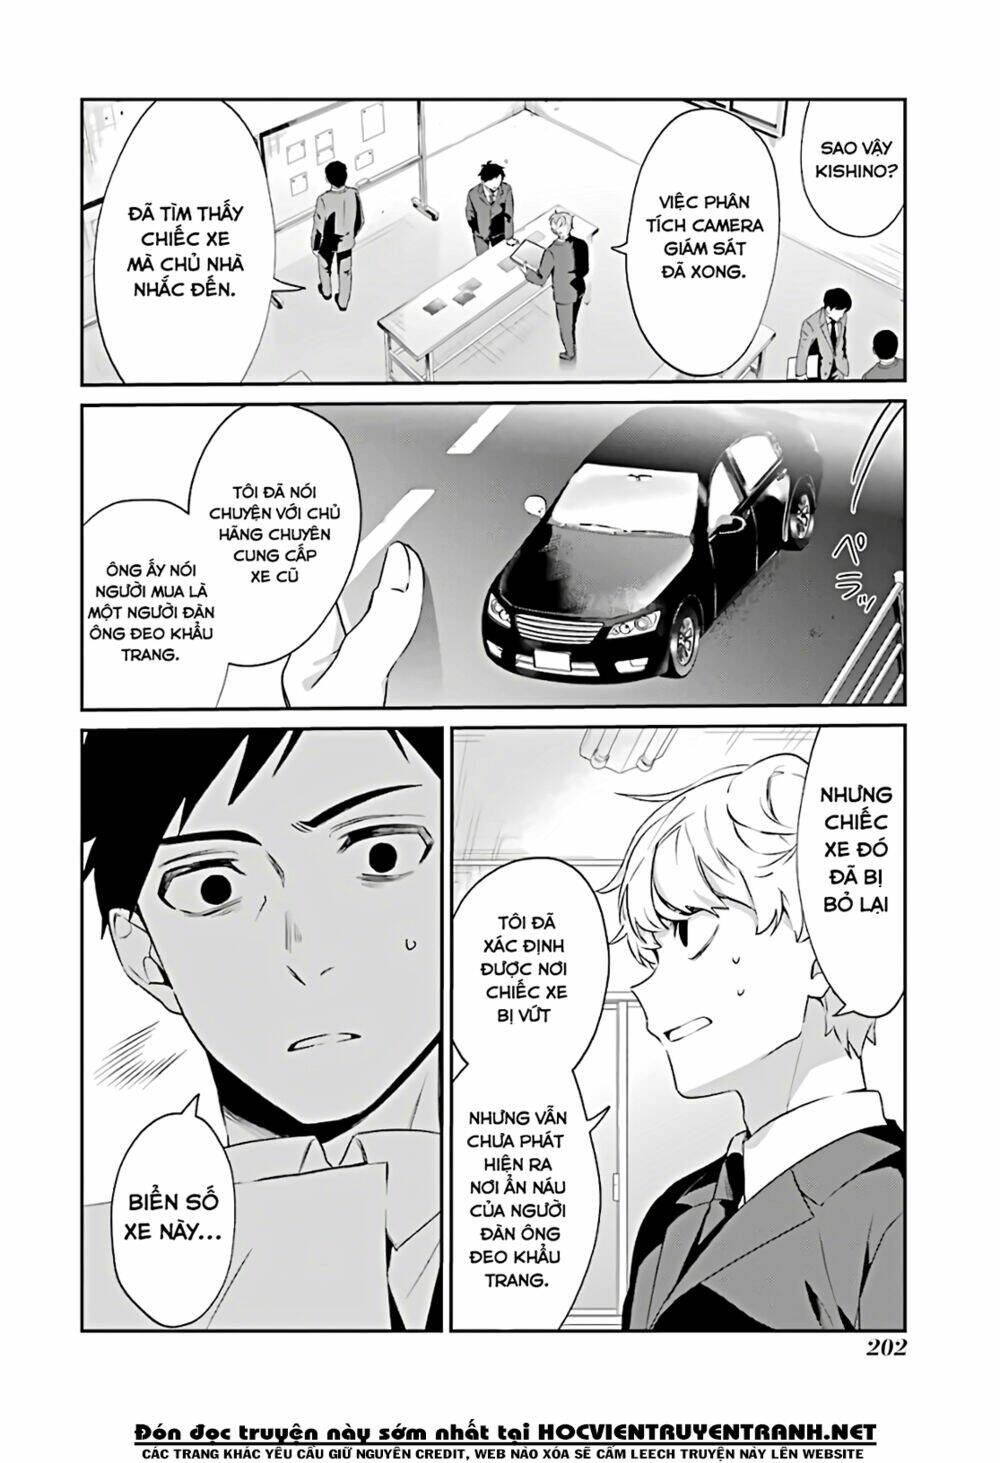 SAO VẬY
KISHINO?
VIỆC PHÂN
TÍCH CAMERA
GIÁM SÁT
ĐÃ XONG.
ĐÃ TÌM THẤY
CHIẾC XE
MÀ CHỦ NHÀ
NHẮC ĐẾN.
ペラッ
TÔI ĐÃ NÓI
CHUYỆN VỚI CHỦ
HÃNG CHUYÊN
CUNG CẤP
XE CŨ
ÔNG ẤY NÓI
NGƯỜI MUA LÀ
MỘT NGƯỜI ĐÀN
ÔNG ĐEO KHẨU
TRANG.
NHƯNG
CHIẾC
XE ĐÓ
ĐÃ BỊ
BỎ LẠI
TÔI ĐÃ
XÁC ĐỊNH
ĐƯỢC NƠI
CHIẾC XE
BỊ VỨT
NHƯNG VẪN
CHƯA PHÁT
HIỆN RA
NƠI ẨN NÁU
CỦA NGƯỜI
ĐÀN ÔNG
ĐEO KHẨU
TRANG.
BIỂN SỐ
XE NÀY...
202
Đón đọc truyện này sớm nhất tại HOCVIENTRUYENTRANH.NET
CÁC TRANG KHÁC YÊU CẦU GIỮ NGUYÊN CREDIT, WEB NÀO XÓA SẼ CẤM LEECH TRUYỆN NÀY LÊN WEBSITE